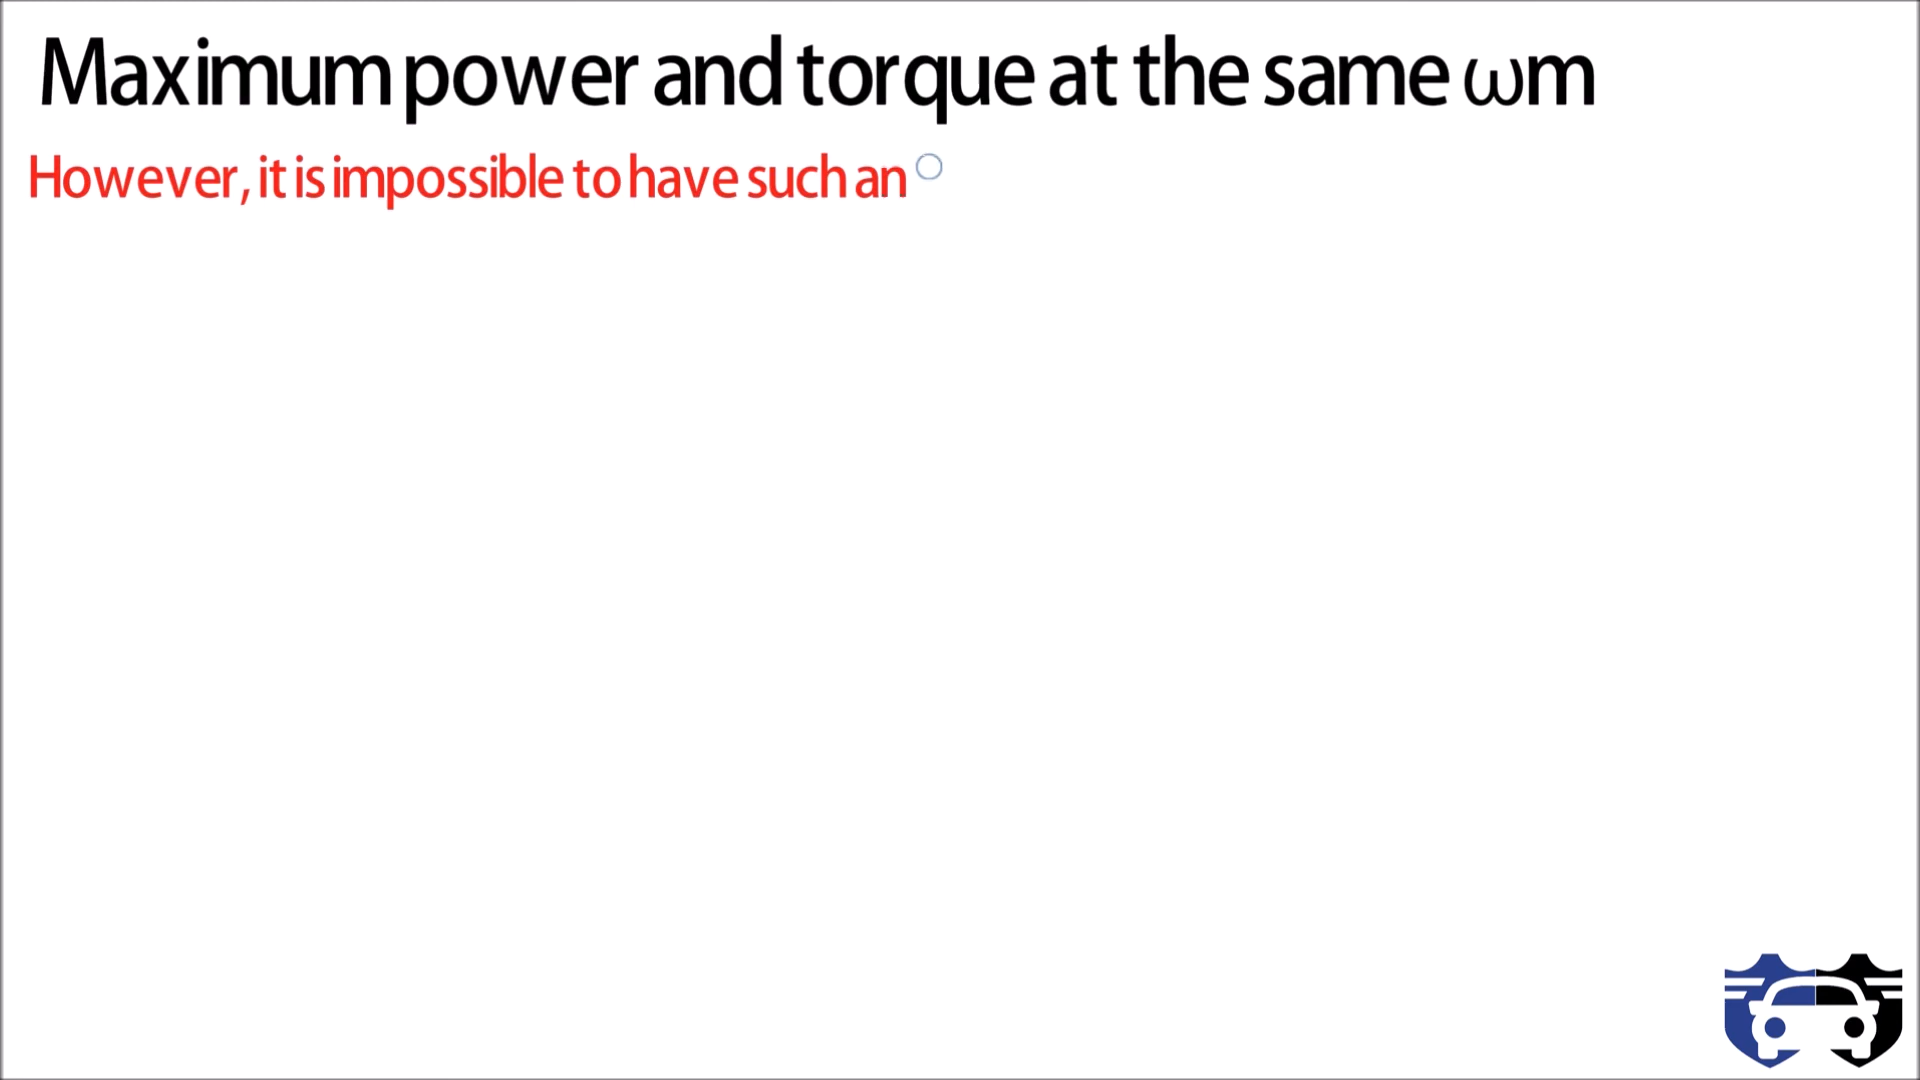 Maximum power and torque at the same ωm
However, it is impossible to have such an